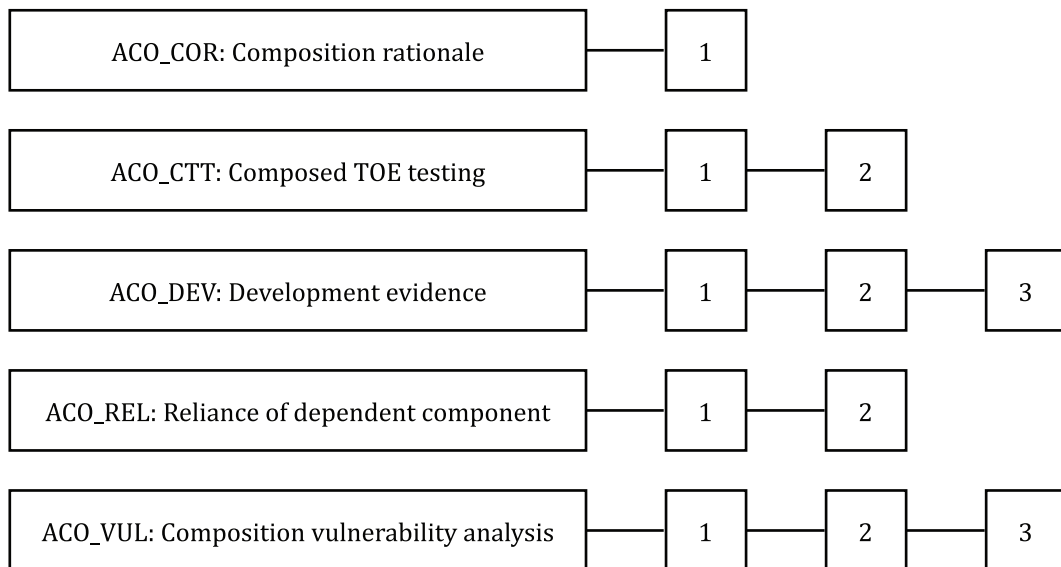 ACO_COR: Composition rationale 1
ACO_CTT: Composed TOE testing 1 2
ACO_DEV: Development evidence 1 2 3
ACO_REL: Reliance of dependent component 1 2
ACO_VUL: Composition vulnerability analysis 1 2 3